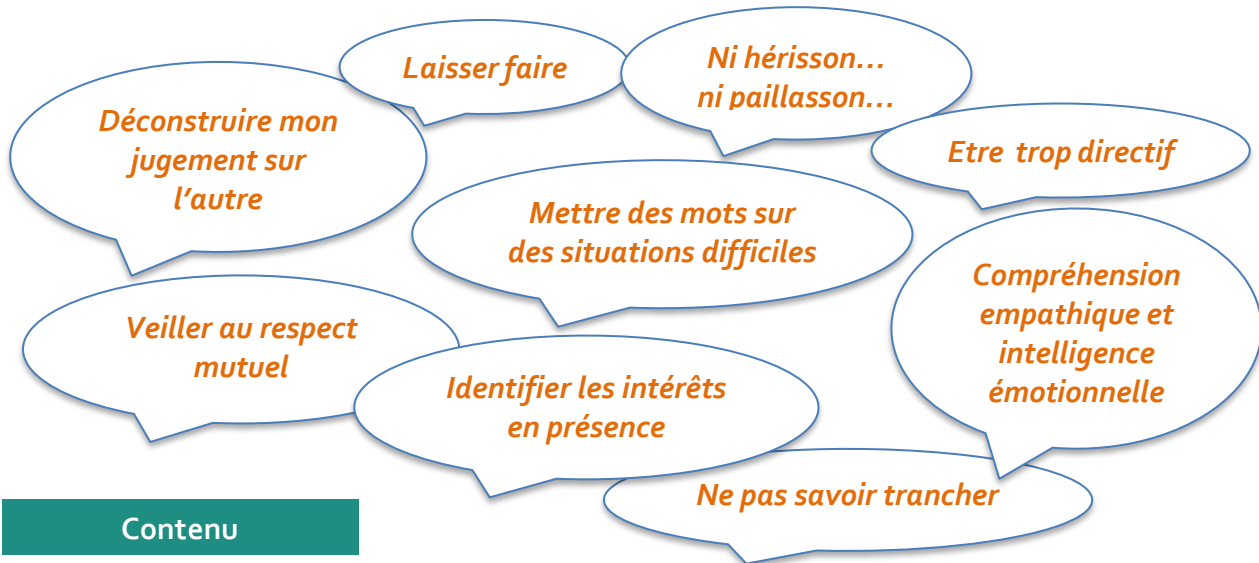 Laisser faire
Ni hérisson…
ni paillasson…
Déconstruire mon
jugement sur
l’autre
Etre  trop directif
Mettre des mots sur
des situations difficiles
Compréhension
empathique et
intelligence
émotionnelle
Veiller au respect
mutuel
Identifier les intérêts
en présence
Ne pas savoir trancher
Contenu